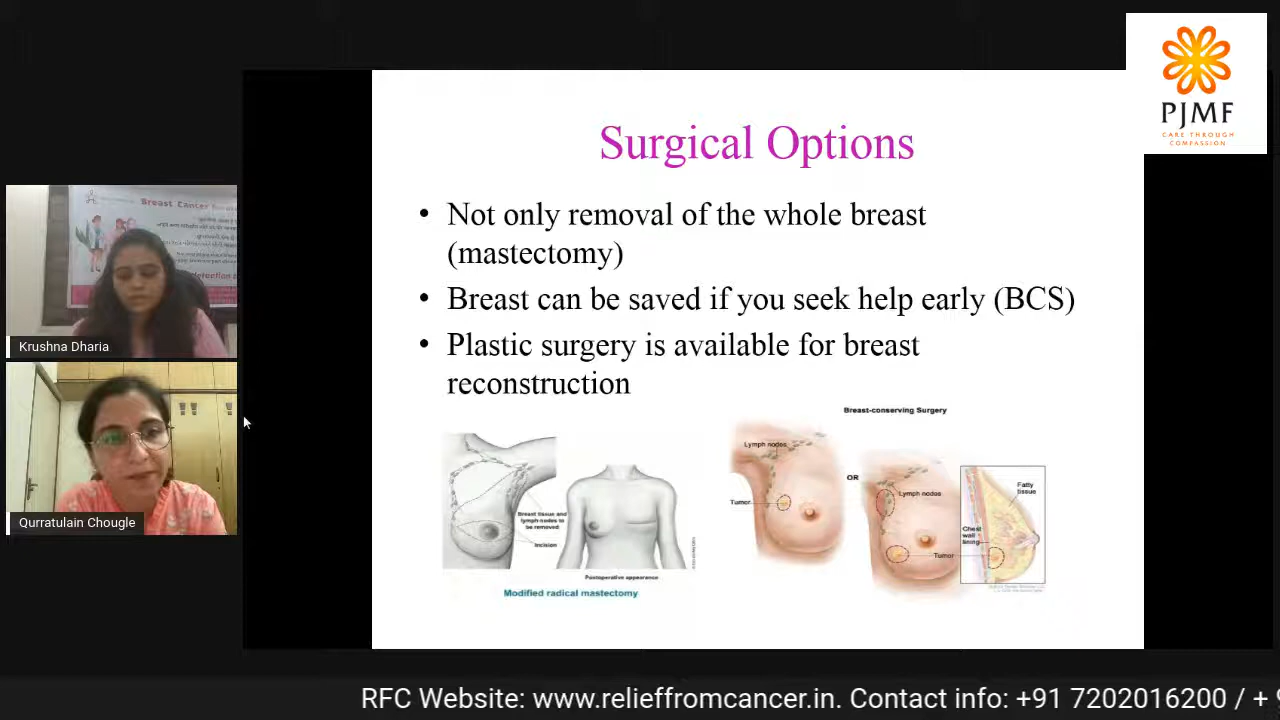 PJMF
CARE THROUGH
COMPASSION
Surgical Options
• Not only removal of the whole breast
(mastectomy)
• Breast can be saved if you seek help early (BCS)
• Plastic surgery is available for breast
reconstruction
Breast Cancer
Krushna Dharia
Qurratulain Chougle
Breast tissue and
lymph nodes to
be removed
Incision
Postoperative appearance
Modified radical mastectomy
Breast-conserving Surgery
Lymph nodes
Tumor
OR
Lymph nodes
Tumor
Fatty
tissue
Chest
wall
lining
RFC Website: www.relieffromcancer.in. Contact info: +91 7202016200 / +